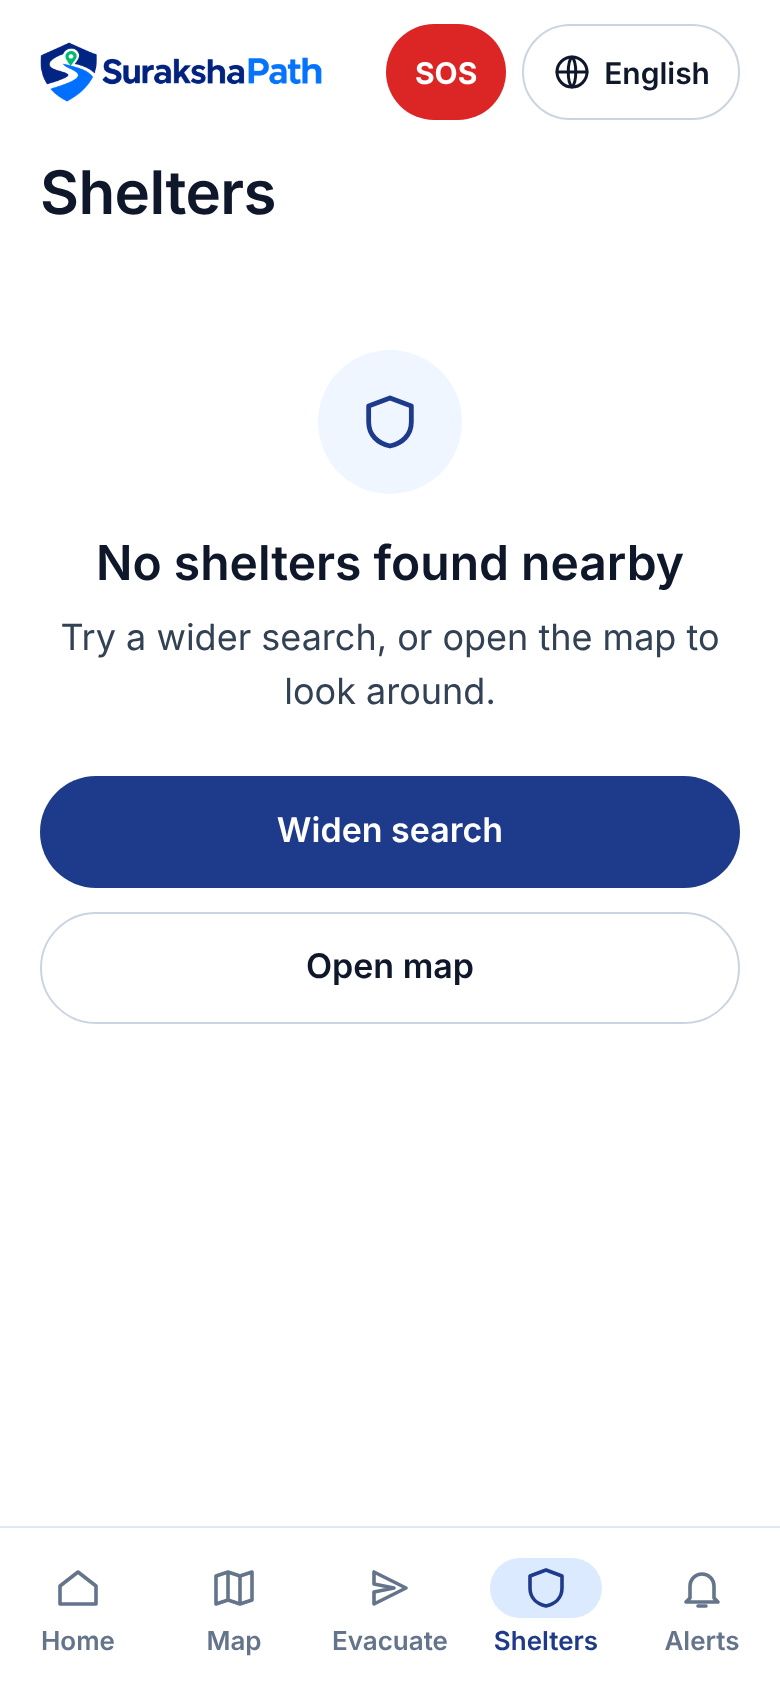 SurakshaPath
SOS
English
Shelters
No shelters found nearby
Try a wider search, or open the map to
look around.
Widen search
Open map
Home
Map
Evacuate
Shelters
Alerts